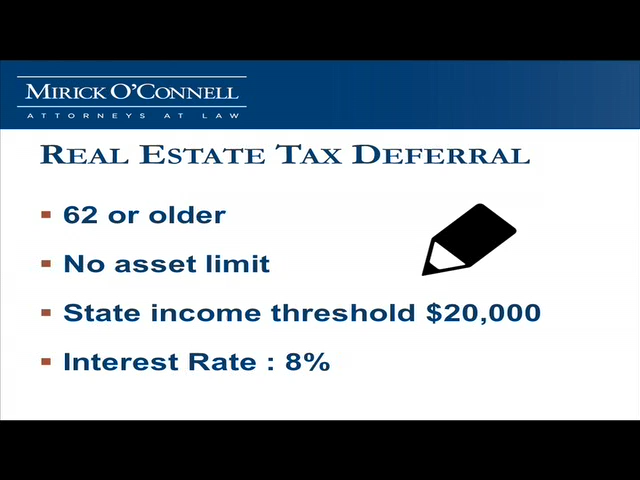 MIRICK O'CONNELL
ATTORNEYS AT LAW
REAL ESTATE TAX DEFERRAL
62 or older
No asset limit
State income threshold $20,000
Interest Rate : 8%